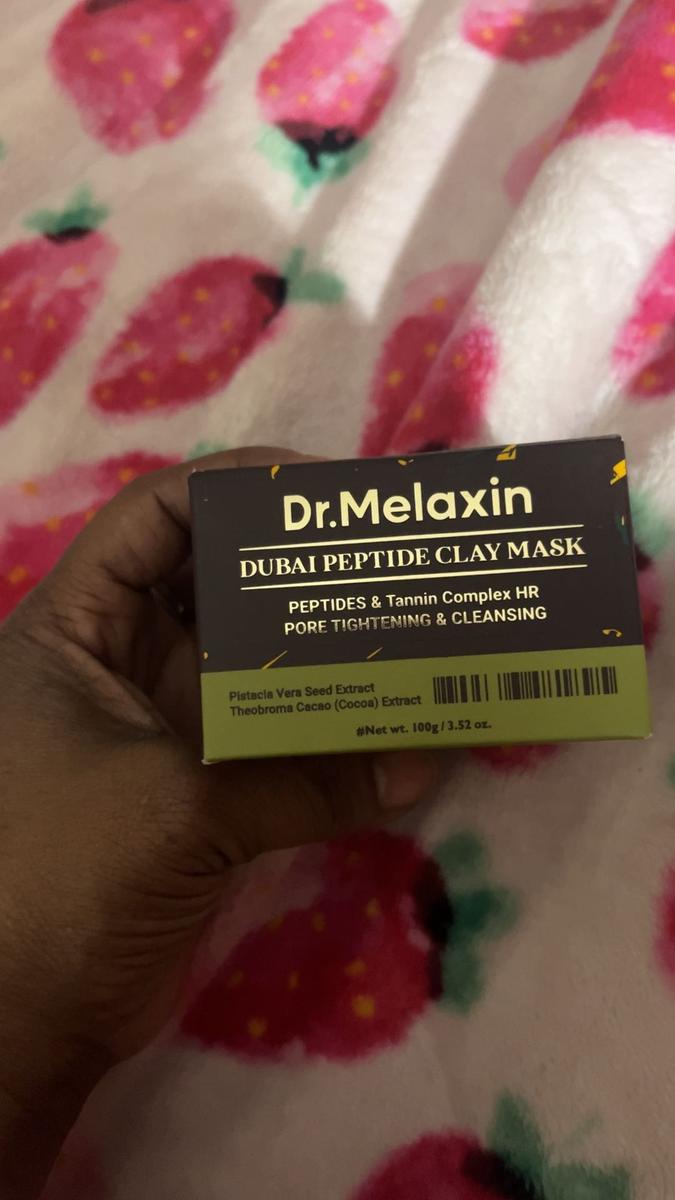 Dr.Melaxin
DUBAI PEPTIDE CLAY MASK
PEPTIDES & Tannin Complex HR
PORE TIGHTENING & CLEANSING
Pistacia Vera Seed Extract
Theobroma Cacao (Cocoa) Extract
#Net wt. 100g / 3.52 oz.